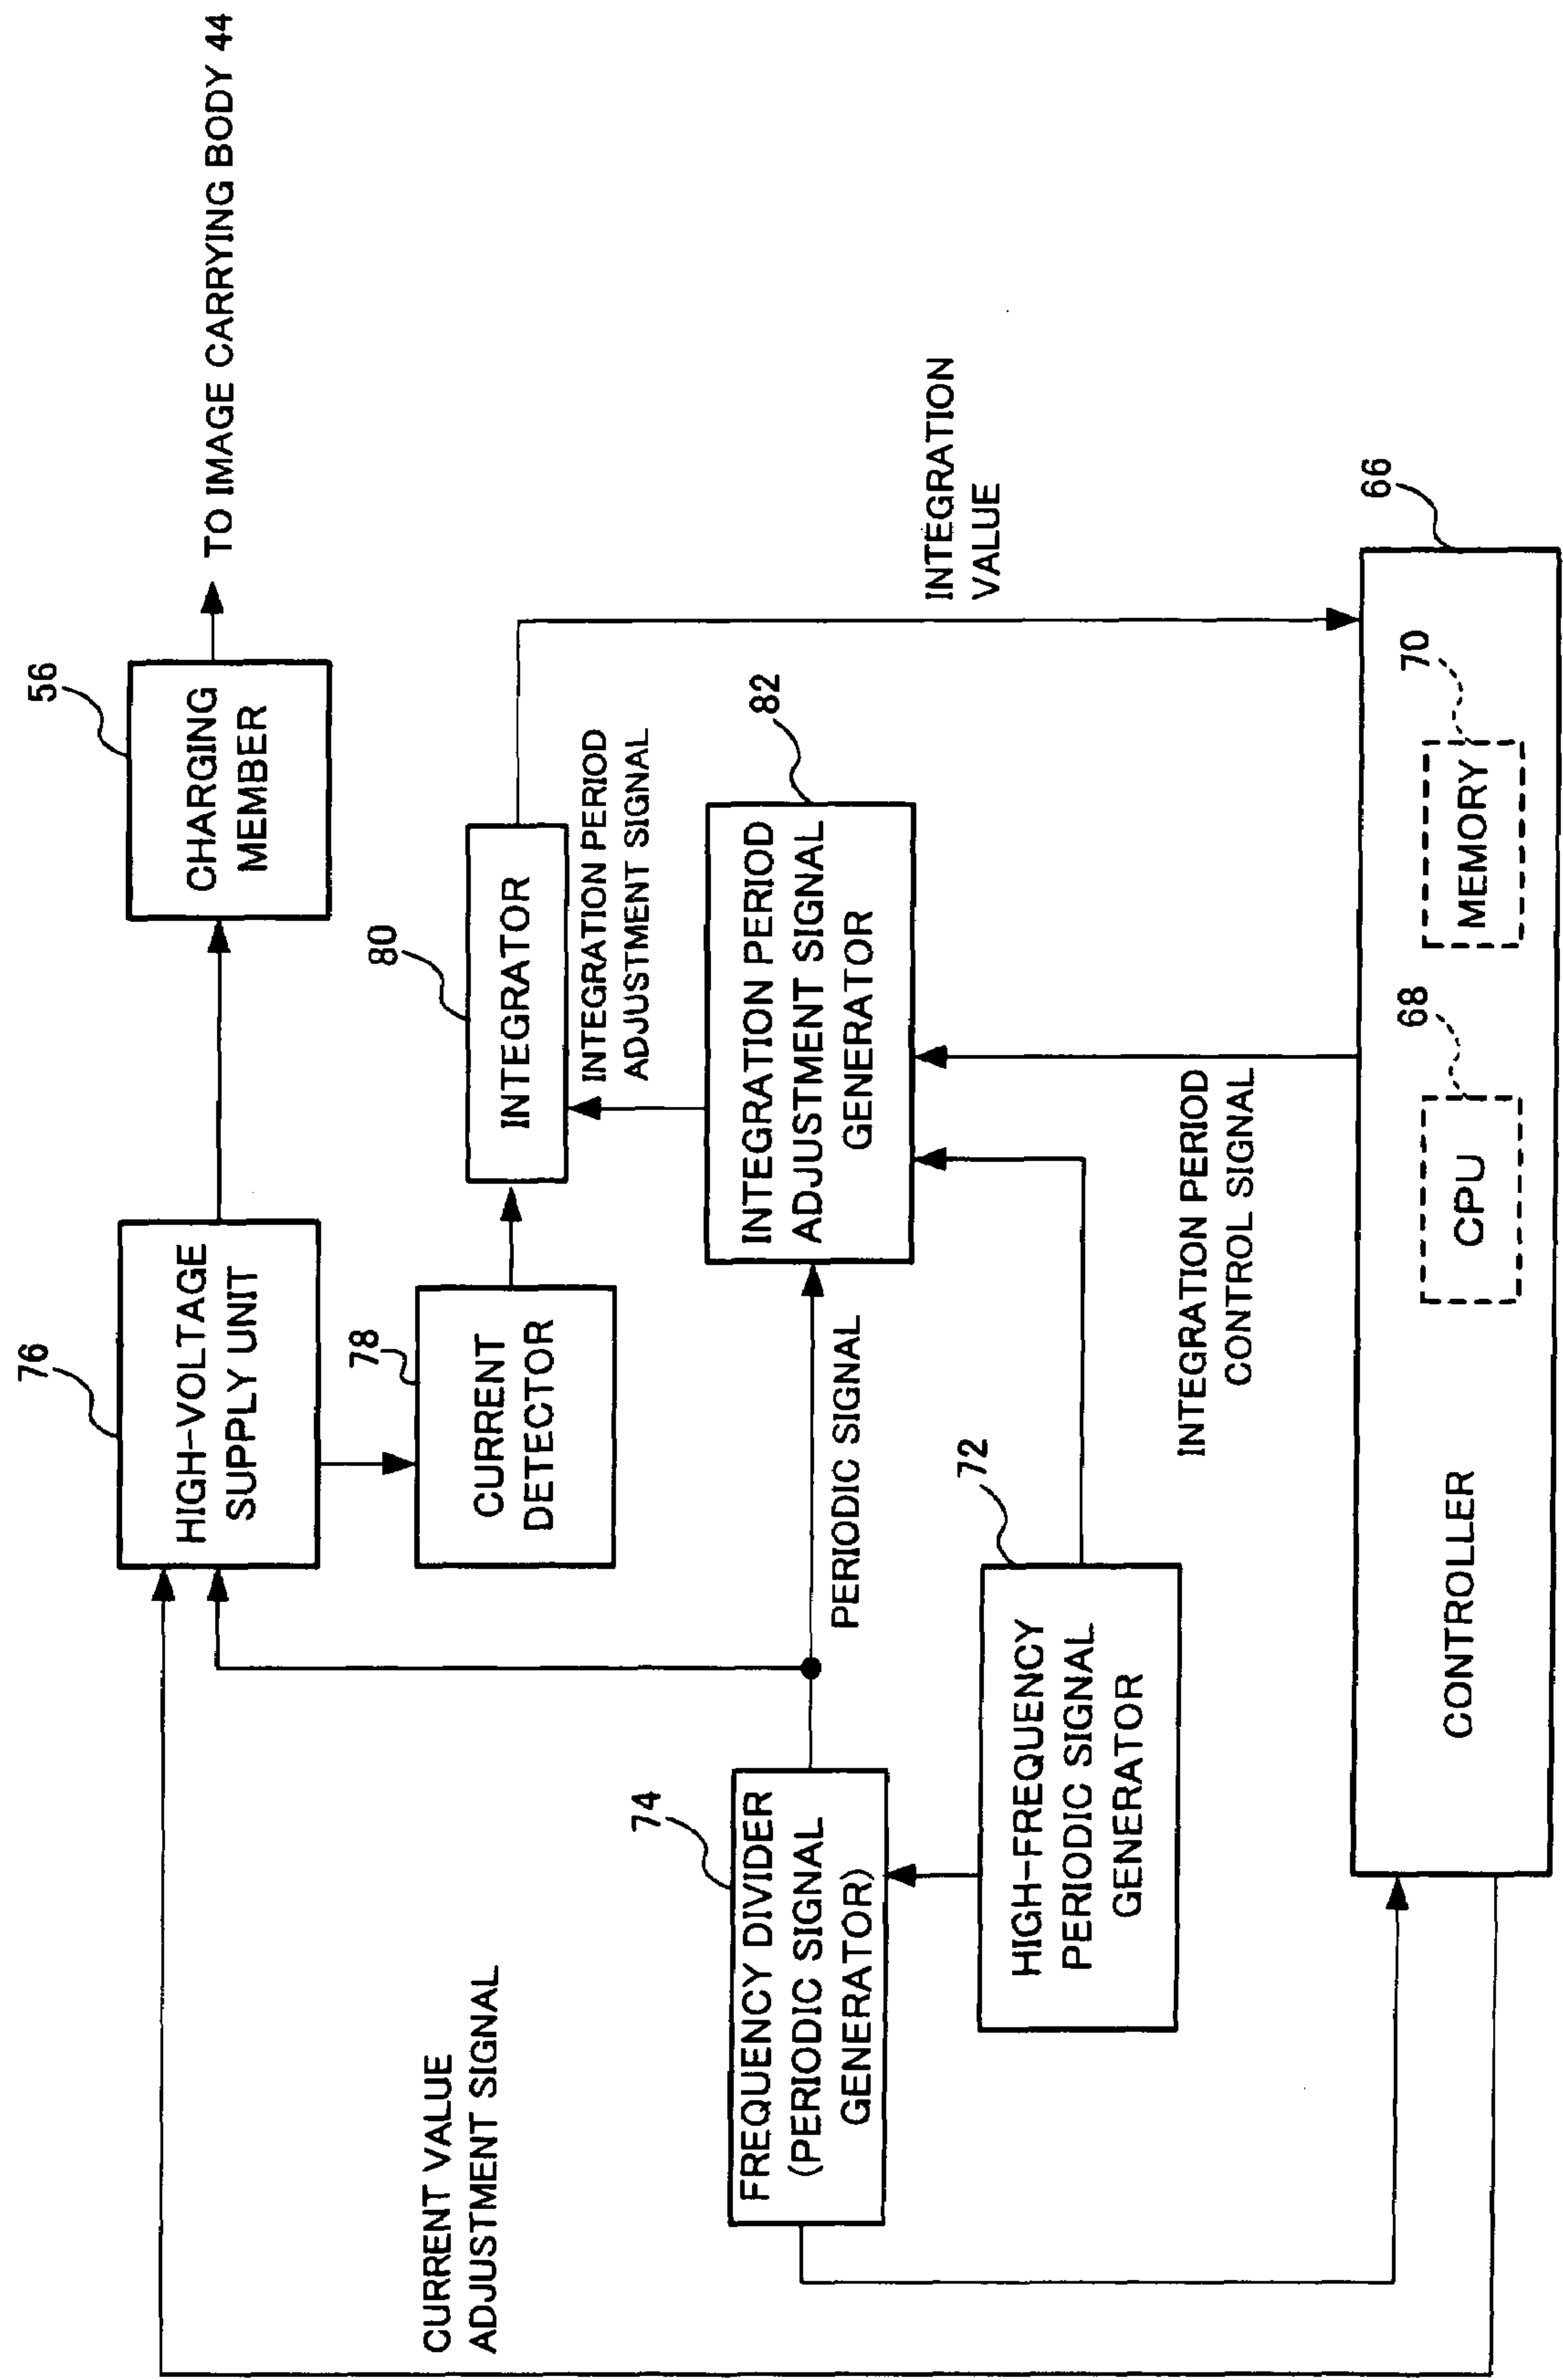 76
HIGH-VOLTAGE
SUPPLY UNIT
56
CHARGING
MEMBER
TO IMAGE CARRYING BODY 44
CURRENT VALUE
ADJUSTMENT SIGNAL
78
CURRENT
DETECTOR
80
INTEGRATOR
INTEGRATION PERIOD
ADJUSTMENT SIGNAL
74
FREQUENCY DIVIDER
(PERIODIC SIGNAL
GENERATOR)
PERIODIC SIGNAL
82
INTEGRATION PERIOD
ADJUSTMENT SIGNAL
GENERATOR
INTEGRATION
VALUE
72
HIGH-FREQUENCY
PERIODIC SIGNAL
GENERATOR
INTEGRATION PERIOD
CONTROL SIGNAL
66
CONTROLLER
68
CPU
70
MEMORY